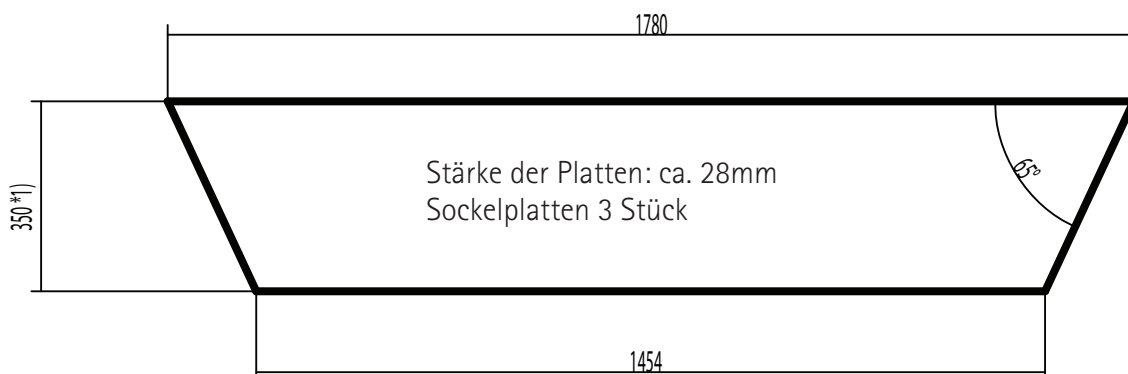 1780
350 *1)
65°
Stärke der Platten: ca. 28mm
Sockelplatten 3 Stück
1454